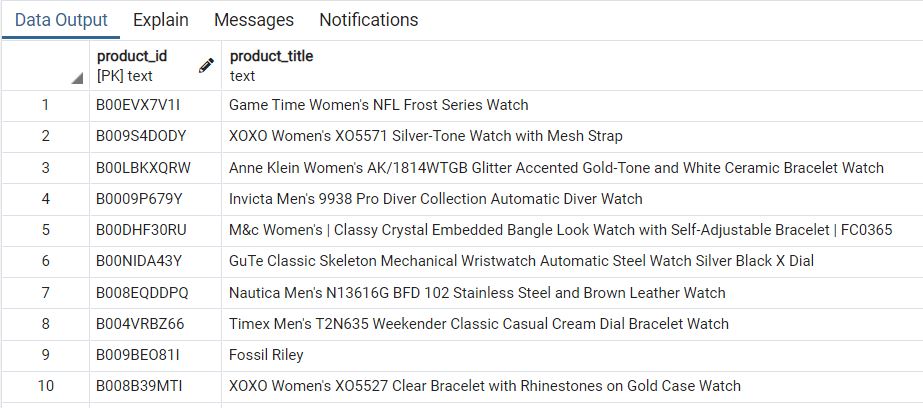 Data Output Explain Messages Notifications
product_id product_title
[PK] text text
1 B00EVX7V1I Game Time Women's NFL Frost Series Watch
2 B009S4DODY XOXO Women's XO5571 Silver-Tone Watch with Mesh Strap
3 B00LBKXQRW Anne Klein Women's AK/1814WTGB Glitter Accented Gold-Tone and White Ceramic Bracelet Watch
4 B0009P679Y Invicta Men's 9938 Pro Diver Collection Automatic Diver Watch
5 B00DHF30RU M&c Women's | Classy Crystal Embedded Bangle Look Watch with Self-Adjustable Bracelet | FC0365
6 B00NIDA43Y GuTe Classic Skeleton Mechanical Wristwatch Automatic Steel Watch Silver Black X Dial
7 B008EQDDPQ Nautica Men's N13616G BFD 102 Stainless Steel and Brown Leather Watch
8 B004VRBZ66 Timex Men's T2N635 Weekender Classic Casual Cream Dial Bracelet Watch
9 B009BEO81I Fossil Riley
10 B008B39MTI XOXO Women's XO5527 Clear Bracelet with Rhinestones on Gold Case Watch